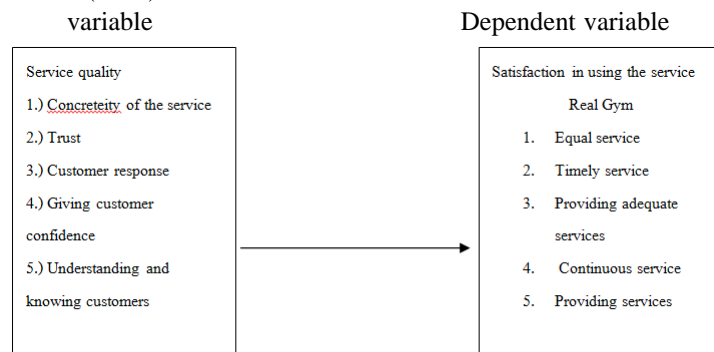 variable
Dependent variable
Service quality
1.) Concreteity of the service
2.) Trust
3.) Customer response
4.) Giving customer
confidence
5.) Understanding and
knowing customers
Satisfaction in using the service
Real Gym
1. Equal service
2. Timely service
3. Providing adequate
services
4. Continuous service
5. Providing services